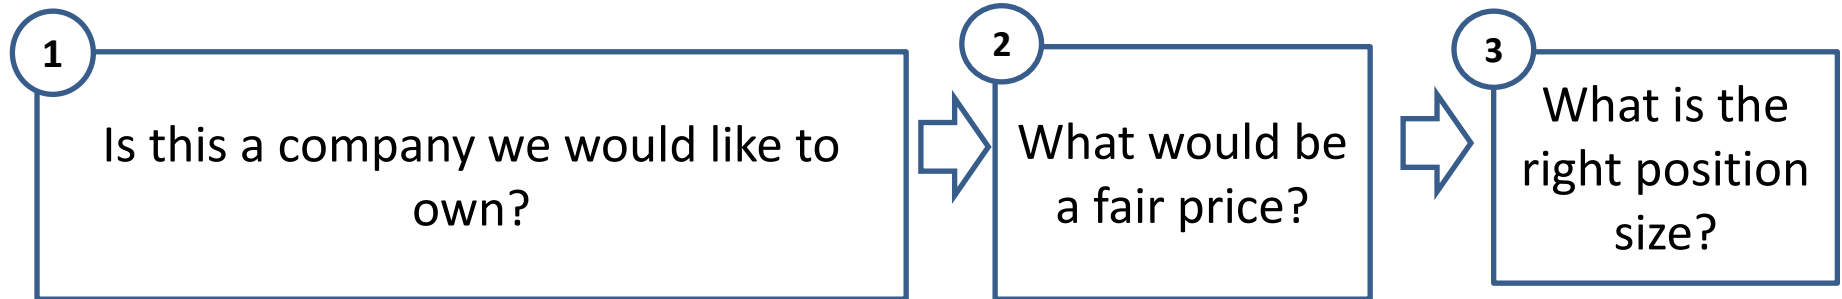 1
Is this a company we would like to
own?
2
What would be
a fair price?
3
What is the
right position
size?